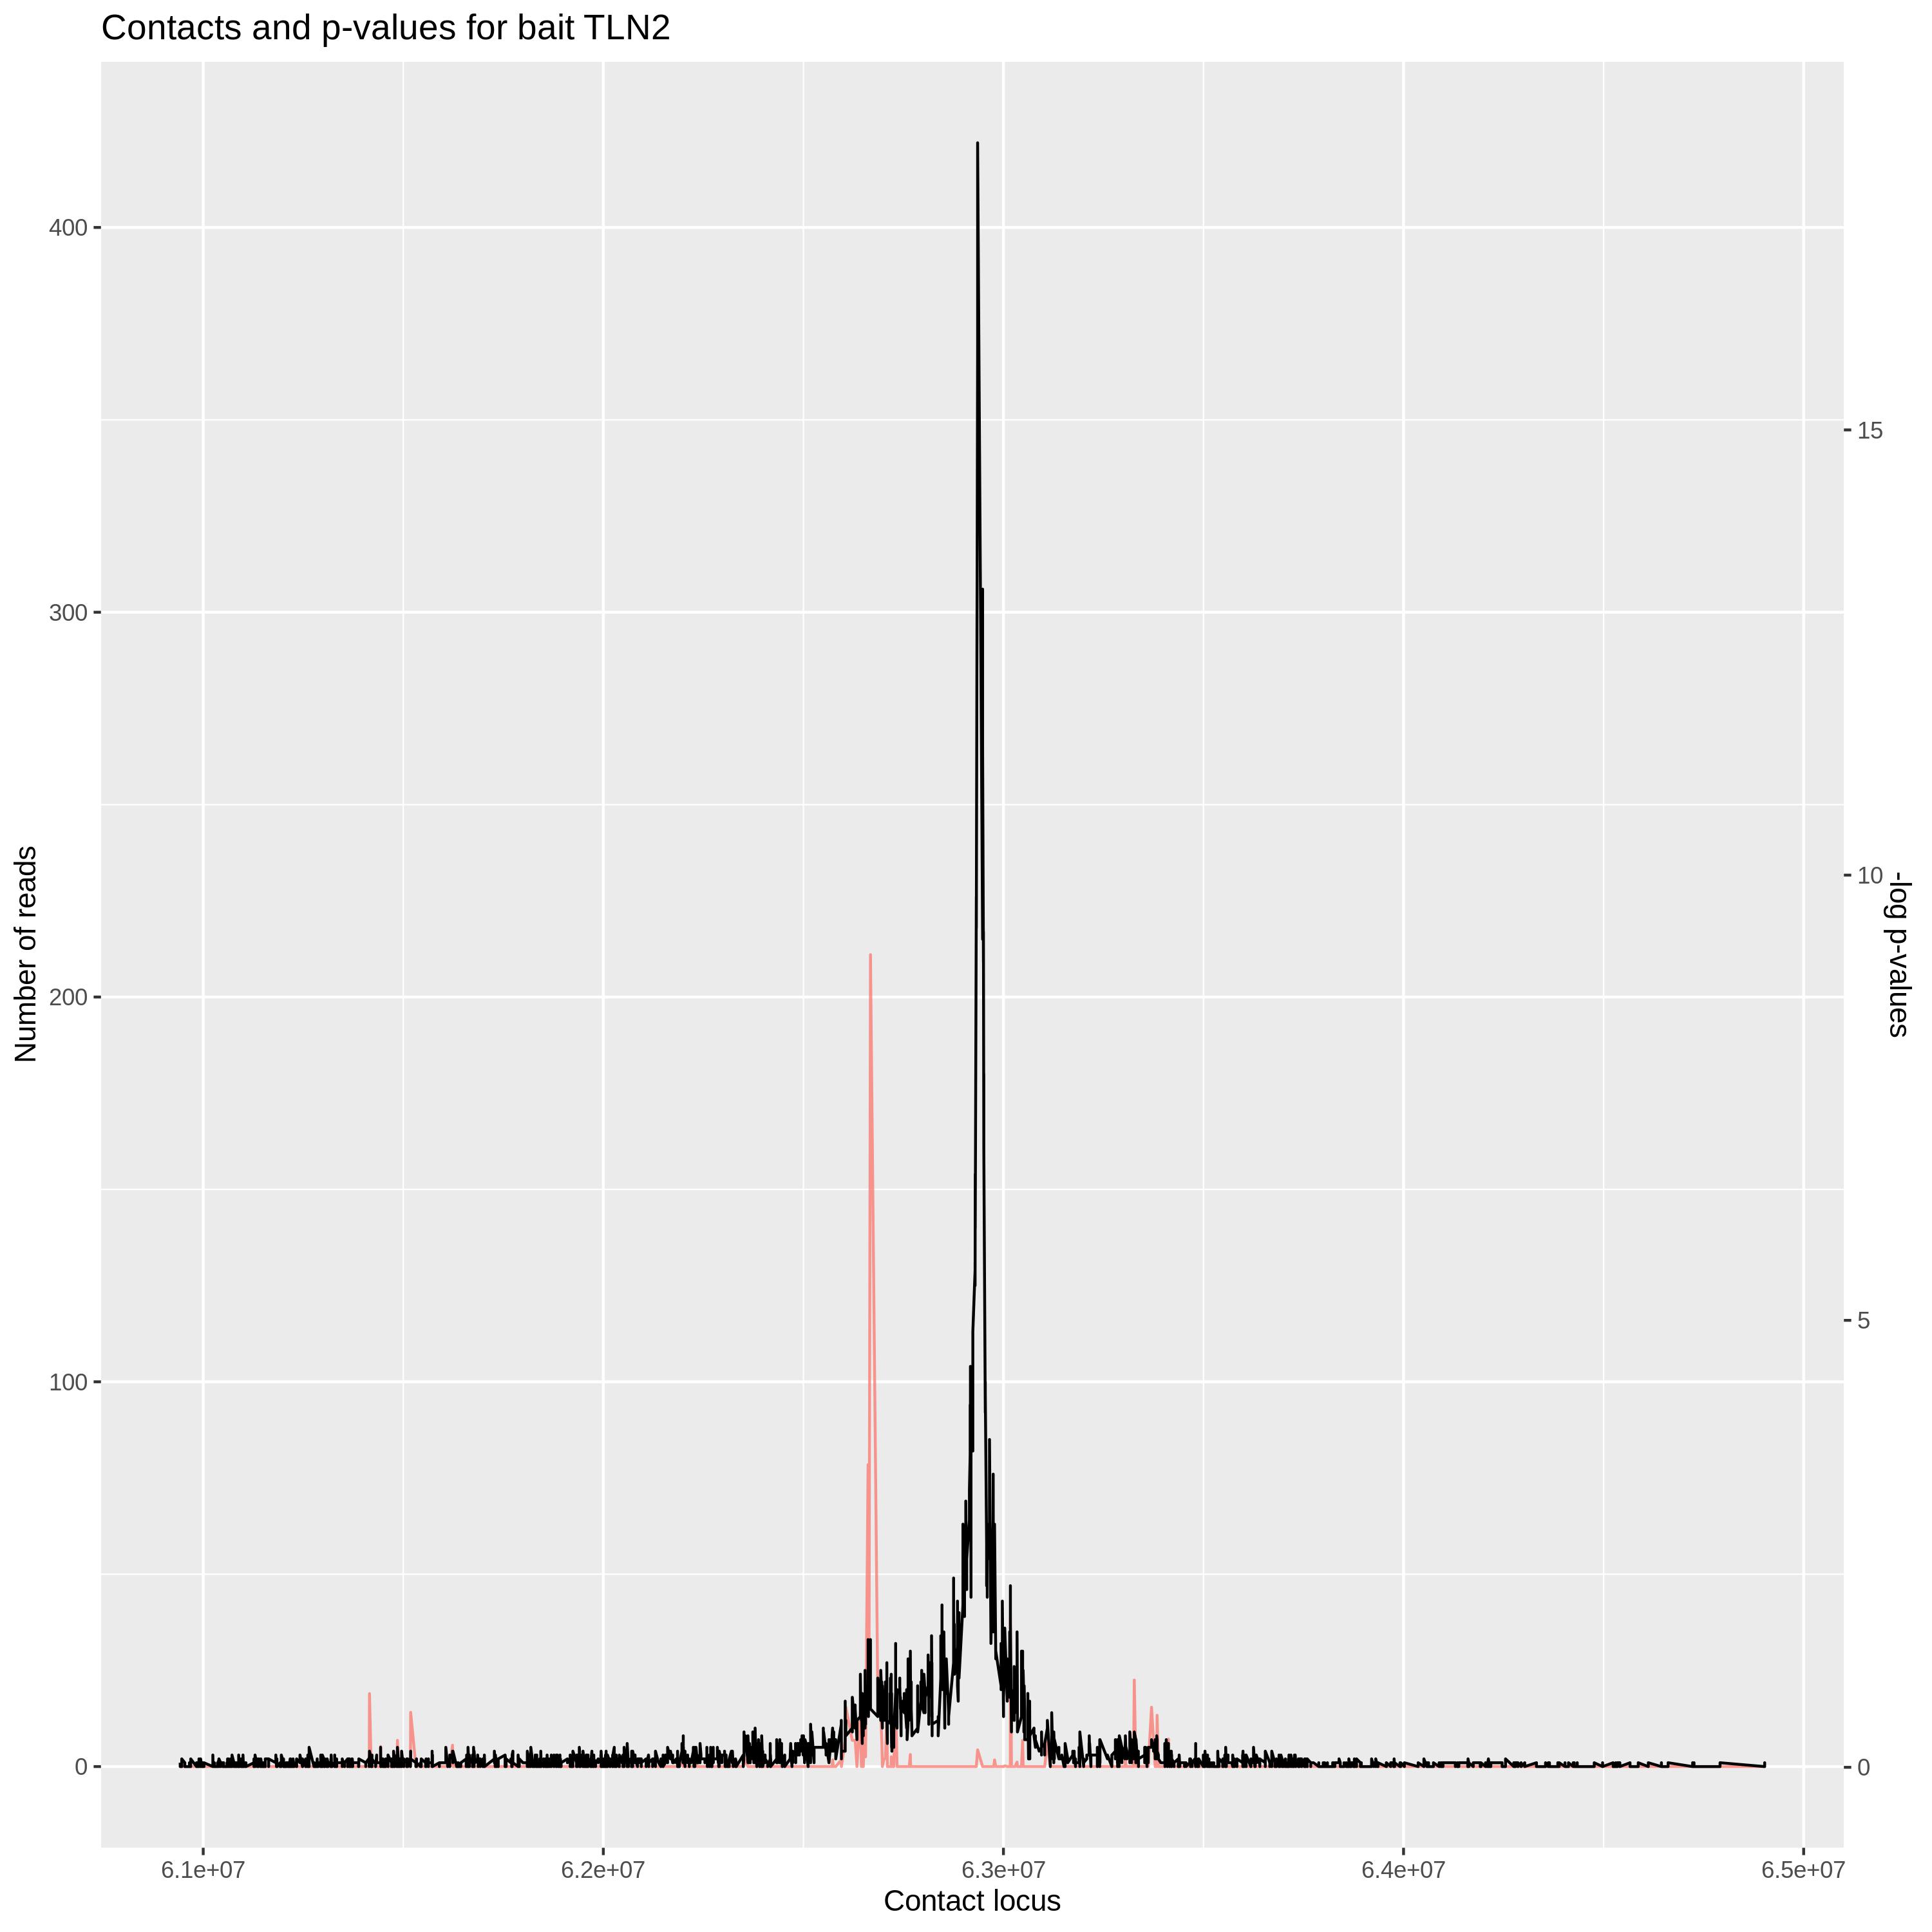 Contacts and p-values for bait TLN2
400
300
200
100
0
Number of reads
15
10
5
0
-log p-values
6.1e+07 6.2e+07 6.3e+07 6.4e+07 6.5e+07
Contact locus